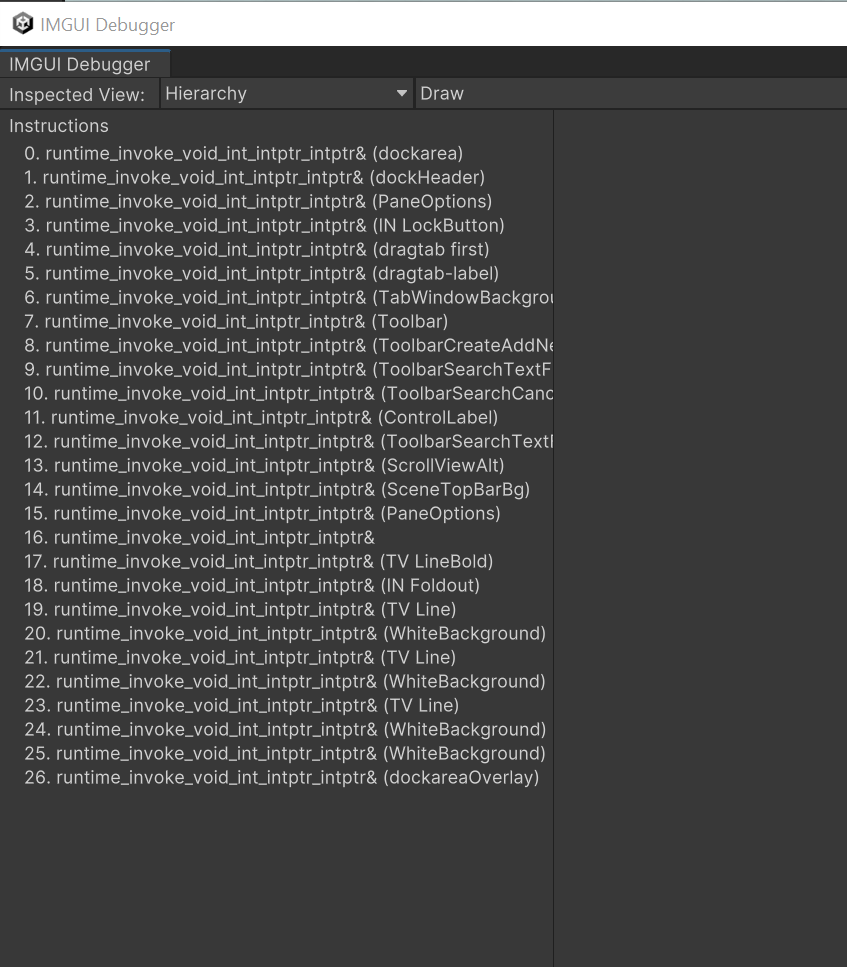 IMGUI Debugger
IMGUI Debugger
Inspected View: Hierarchy Draw
Instructions
0. runtime_invoke_void_int_intptr_intptr& (dockarea)
1. runtime_invoke_void_int_intptr_intptr& (dockHeader)
2. runtime_invoke_void_int_intptr_intptr& (PaneOptions)
3. runtime_invoke_void_int_intptr_intptr& (IN LockButton)
4. runtime_invoke_void_int_intptr_intptr& (dragtab first)
5. runtime_invoke_void_int_intptr_intptr& (dragtab-label)
6. runtime_invoke_void_int_intptr_intptr& (TabWindowBackgrou
7. runtime_invoke_void_int_intptr_intptr& (Toolbar)
8. runtime_invoke_void_int_intptr_intptr& (ToolbarCreateAddNe
9. runtime_invoke_void_int_intptr_intptr& (ToolbarSearchTextF
10. runtime_invoke_void_int_intptr_intptr& (ToolbarSearchCanc
11. runtime_invoke_void_int_intptr_intptr& (ControlLabel)
12. runtime_invoke_void_int_intptr_intptr& (ToolbarSearchTextF
13. runtime_invoke_void_int_intptr_intptr& (ScrollViewAlt)
14. runtime_invoke_void_int_intptr_intptr& (SceneTopBarBg)
15. runtime_invoke_void_int_intptr_intptr& (PaneOptions)
16. runtime_invoke_void_int_intptr_intptr&
17. runtime_invoke_void_int_intptr_intptr& (TV LineBold)
18. runtime_invoke_void_int_intptr_intptr& (IN Foldout)
19. runtime_invoke_void_int_intptr_intptr& (TV Line)
20. runtime_invoke_void_int_intptr_intptr& (WhiteBackground)
21. runtime_invoke_void_int_intptr_intptr& (TV Line)
22. runtime_invoke_void_int_intptr_intptr& (WhiteBackground)
23. runtime_invoke_void_int_intptr_intptr& (TV Line)
24. runtime_invoke_void_int_intptr_intptr& (WhiteBackground)
25. runtime_invoke_void_int_intptr_intptr& (WhiteBackground)
26. runtime_invoke_void_int_intptr_intptr& (dockareaOverlay)